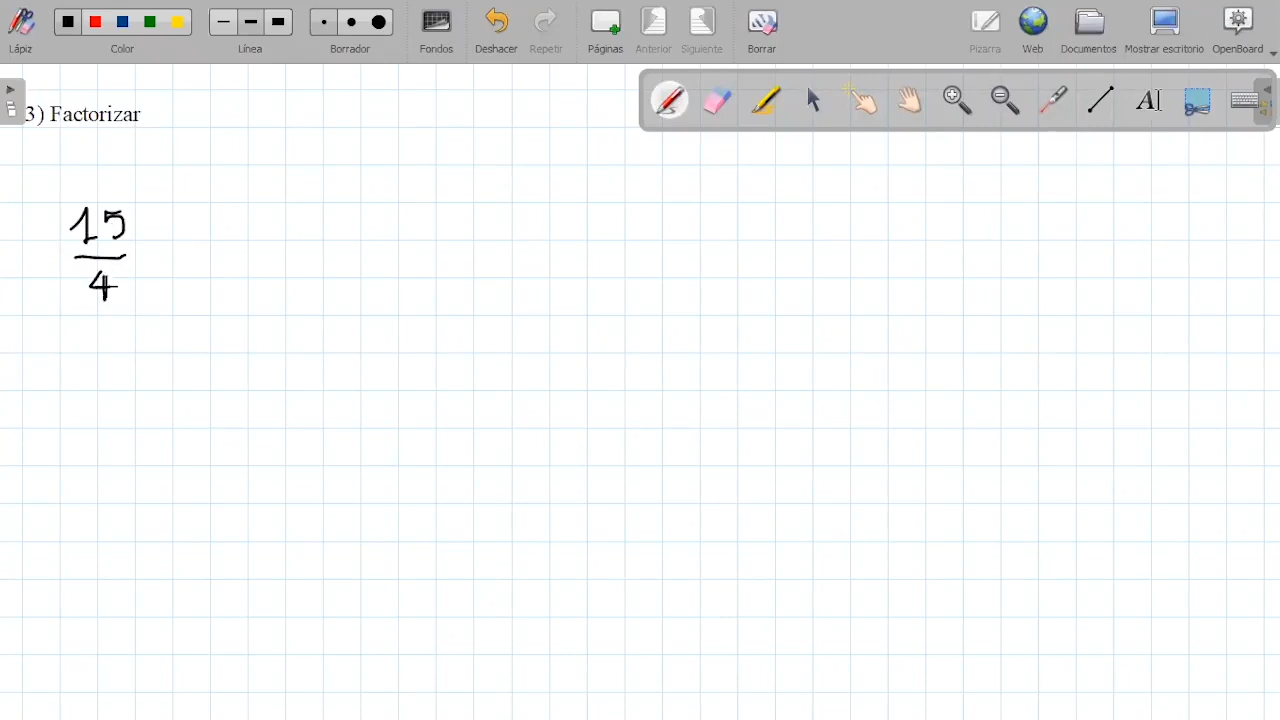 Lápiz Color Línea Borrador Fondos Deshacer Repetir Páginas Anterior Siguiente Borrar Pizarra Web Documentos Mostrar escritorio OpenBoard
3) Factorizar
15
4